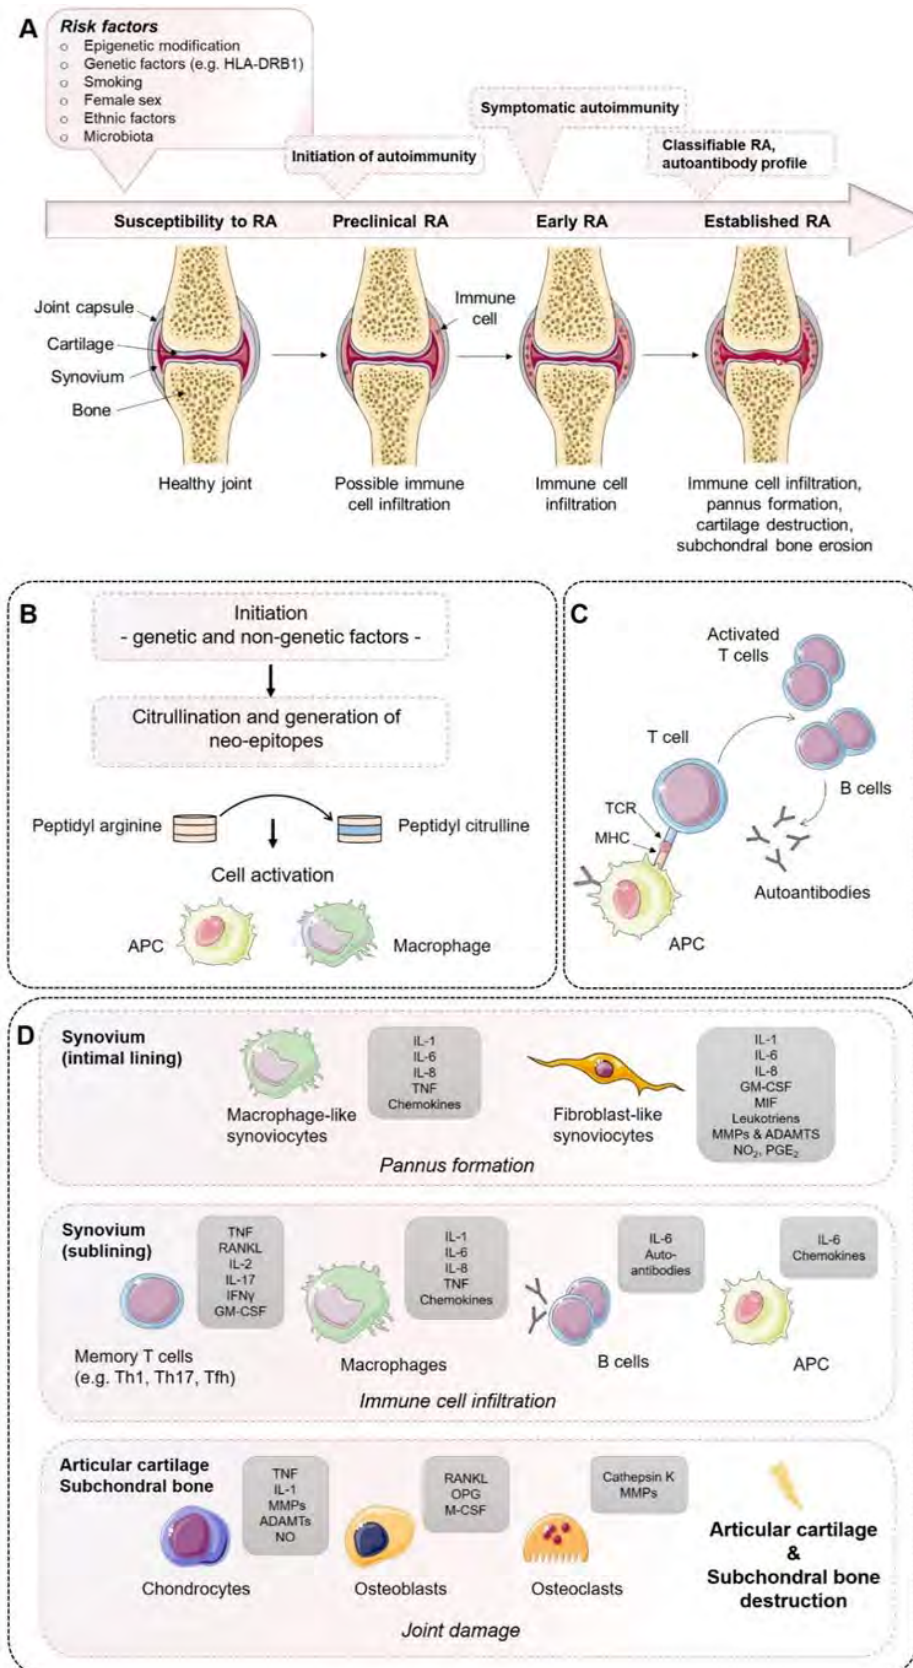 A
Risk factors
o Epigenetic modification
o Genetic factors (e.g. HLA-DRB1)
o Smoking
o Female sex
o Ethnic factors
o Microbiota
Initiation of autoimmunity
Symptomatic autoimmunity
Classifiable RA,
autoantibody profile
Susceptibility to RA
Preclinical RA
Early RA
Established RA
Joint capsule
Cartilage
Synovium
Bone
Immune
cell
Healthy joint
Possible immune
cell infiltration
Immune cell
infiltration
Immune cell infiltration,
pannus formation,
cartilage destruction,
subchondral bone erosion
B
Initiation
- genetic and non-genetic factors -
Citrullination and generation of
neo-epitopes
Peptidyl arginine
Peptidyl citrulline
Cell activation
APC
Macrophage
C
Activated
T cells
T cell
TCR
MHC
B cells
Autoantibodies
APC
D
Synovium
(intimal lining)
Macrophage-like
synoviocytes
IL-1
IL-6
IL-8
TNF
Chemokines
Fibroblast-like
synoviocytes
IL-1
IL-6
IL-8
GM-CSF
MIF
Leukotriens
MMPs & ADAMTS
NO₂, PGE₂
Pannus formation
Synovium
(sublining)
TNF
RANKL
IL-2
IL-17
IFNγ
GM-CSF
Memory T cells
(e.g. Th1, Th17, Tfh)
IL-1
IL-6
IL-8
TNF
Chemokines
Macrophages
IL-6
Auto-
antibodies
B cells
IL-6
Chemokines
APC
Immune cell infiltration
Articular cartilage
Subchondral bone
TNF
IL-1
MMPs
ADAMTs
NO
Chondrocytes
RANKL
OPG
M-CSF
Osteoblasts
Cathepsin K
MMPs
Osteoclasts
Articular cartilage
&
Subchondral bone
destruction
Joint damage